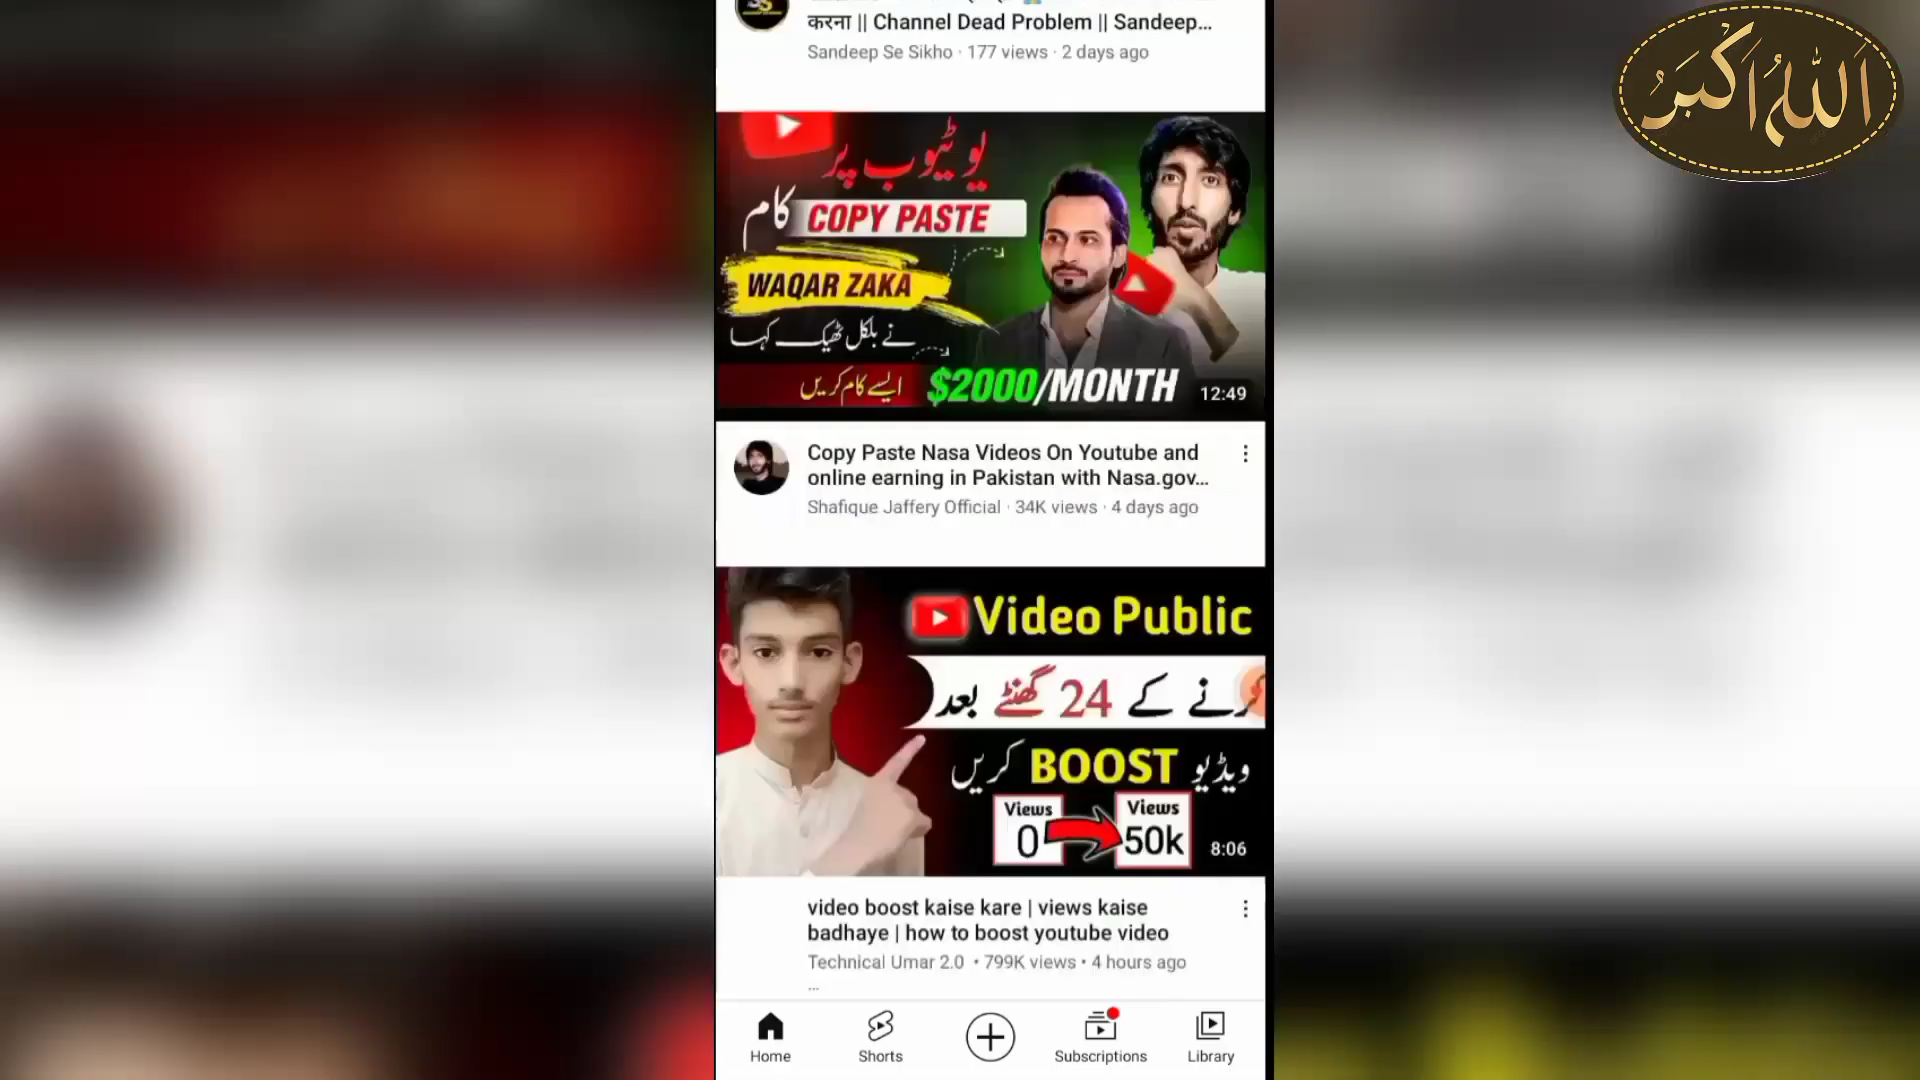 करना || Channel Dead Problem || Sandeep...
Sandeep Se Sikho · 177 views · 2 days ago
اللہ اکبر
یوٹیوب پر
کام COPY PASTE
WAQAR ZAKA
نے بلکل ٹھیک کہا
ایسے کام کریں $2000/MONTH
12:49
Copy Paste Nasa Videos On Youtube and
online earning in Pakistan with Nasa.gov...
Shafique Jaffery Official · 34K views · 4 days ago
Video Public
کرنے کے 24 گھنٹے بعد
ویڈیو BOOST کریں
Views Views
0 50k
8:06
video boost kaise kare | views kaise
badhaye | how to boost youtube video
Technical Umar 2.0 • 799K views • 4 hours ago
...
Home Shorts Subscriptions Library